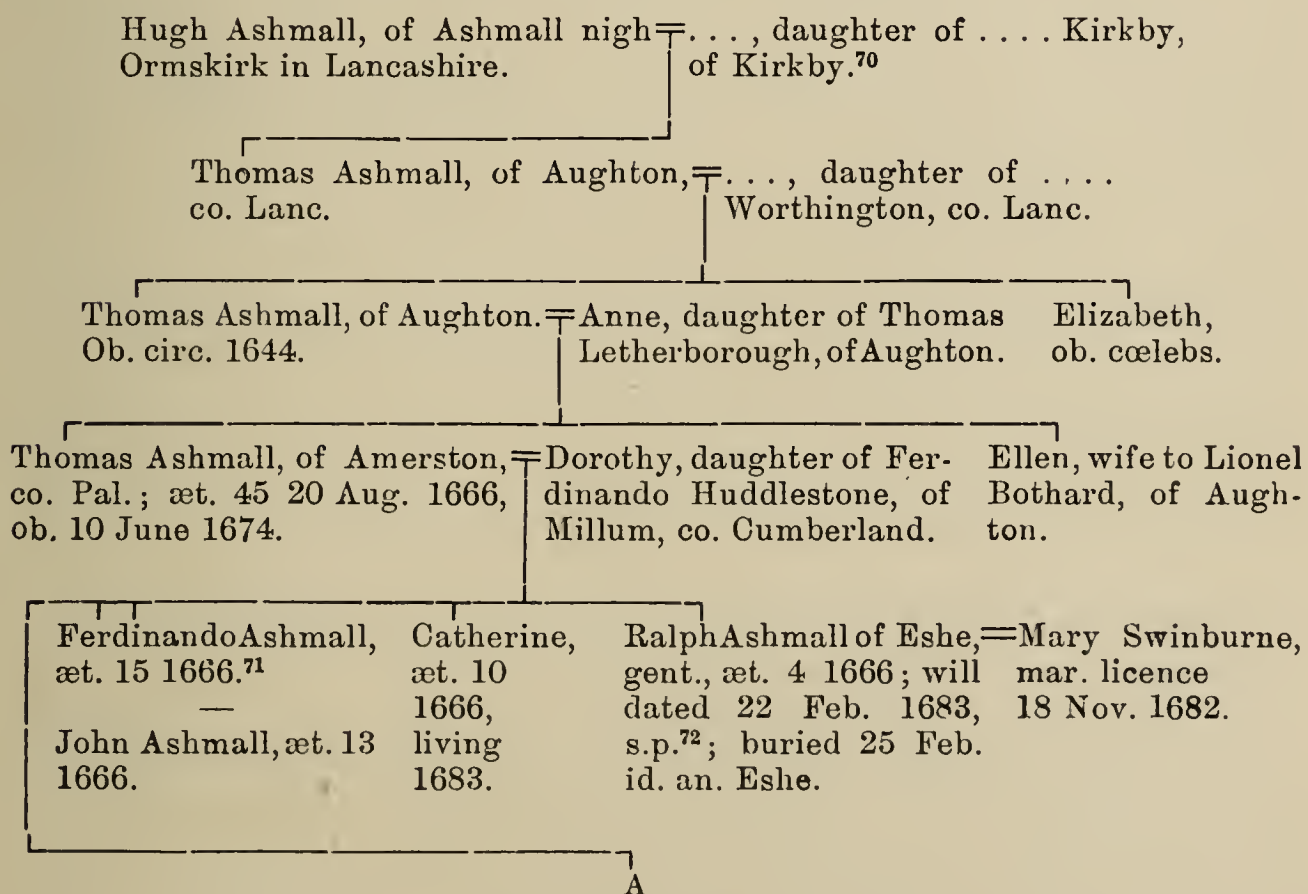 Hugh Ashmall, of Ashmall nigh=. . . , daughter of . . . . Kirkby,
Ormskirk in Lancashire. of Kirkby.⁷⁰
Thomas Ashmall, of Aughton,=. . . , daughter of . . . .
co. Lanc. Worthington, co. Lanc.
Thomas Ashmall, of Aughton.=Anne, daughter of Thomas
Ob. circ. 1644. Letherborough, of Aughton.
Elizabeth,
ob. cœlebs.
Thomas Ashmall, of Amerston,=Dorothy, daughter of Fer-
co. Pal. ; æt. 45 20 Aug. 1666, dinando Huddlestone, of
ob. 10 June 1674. Millum, co. Cumberland.
Ellen, wife to Lionel
Bothard, of Augh-
ton.
Ferdinando Ashmall,
æt. 15 1666.⁷¹
—
John Ashmall, æt. 13
1666.
Catherine,
æt. 10
1666,
living
1683.
Ralph Ashmall of Eshe,=Mary Swinburne,
gent., æt. 4 1666 ; will mar. licence
dated 22 Feb. 1683, 18 Nov. 1682.
s.p.⁷² ; buried 25 Feb.
id. an. Eshe.
A